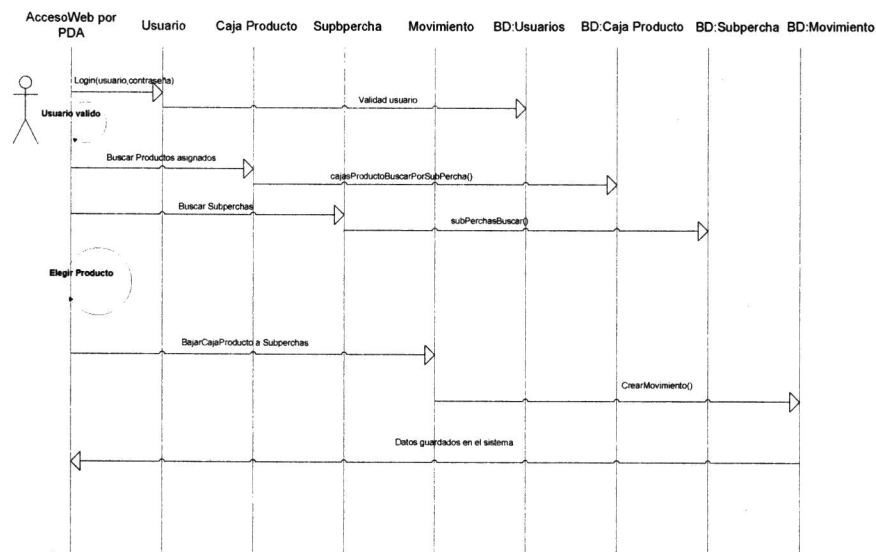 AccesoWeb por
PDA
Usuario
Caja Producto
Supbpercha
Movimiento
BD:Usuarios
BD:Caja Producto
BD:Subpercha
BD:Movimiento
Login(usuario,contraseña)
Validad usuario
Usuario valido
Buscar Productos asignados
cajasProductoBuscarPorSubPercha()
Buscar Subperchas
subPerchasBuscar()
Elegir Producto
BajarCajaProducto a Subperchas
CrearMovimiento()
Datos guardados en el sistema